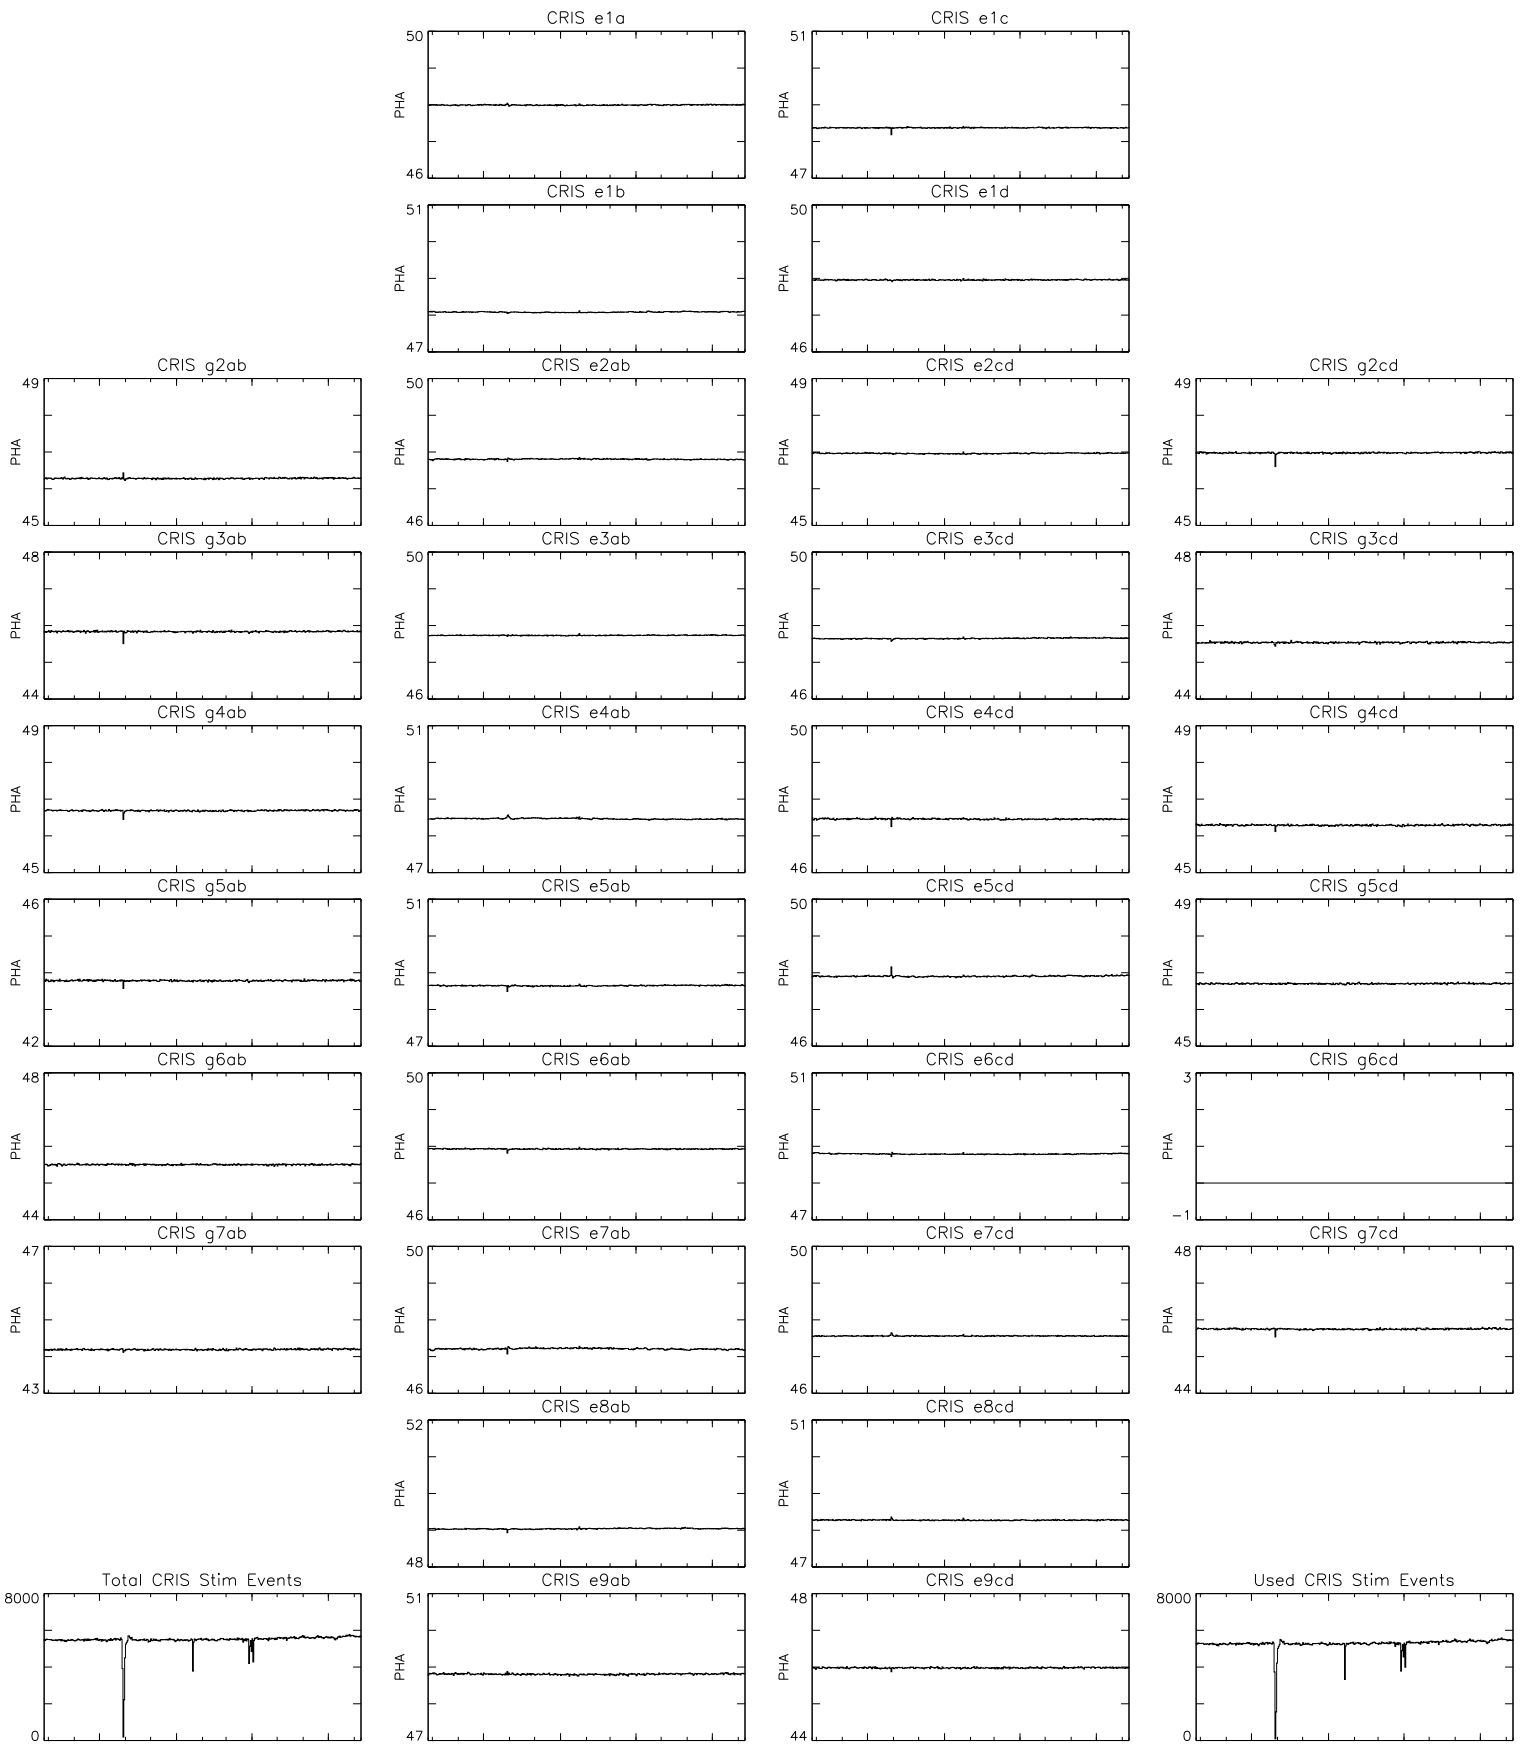 CRIS e1a
50
PHA
46
CRIS e1c
51
PHA
47
CRIS e1b
51
PHA
47
CRIS e1d
50
PHA
46
CRIS g2ab
49
PHA
45
CRIS e2ab
50
PHA
46
CRIS e2cd
49
PHA
45
CRIS g2cd
49
PHA
45
CRIS g3ab
48
PHA
44
CRIS e3ab
50
PHA
46
CRIS e3cd
50
PHA
46
CRIS g3cd
48
PHA
44
CRIS g4ab
49
PHA
45
CRIS e4ab
51
PHA
47
CRIS e4cd
50
PHA
46
CRIS g4cd
49
PHA
45
CRIS g5ab
46
PHA
42
CRIS e5ab
51
PHA
47
CRIS e5cd
50
PHA
46
CRIS g5cd
49
PHA
45
CRIS g6ab
48
PHA
44
CRIS e6ab
50
PHA
46
CRIS e6cd
51
PHA
47
CRIS g6cd
3
PHA
-1
CRIS g7ab
47
PHA
43
CRIS e7ab
50
PHA
46
CRIS e7cd
50
PHA
46
CRIS g7cd
48
PHA
44
CRIS e8ab
52
PHA
48
CRIS e8cd
51
PHA
47
Total CRIS Stim Events
8000
0
CRIS e9ab
51
PHA
47
CRIS e9cd
48
PHA
44
Used CRIS Stim Events
8000
0